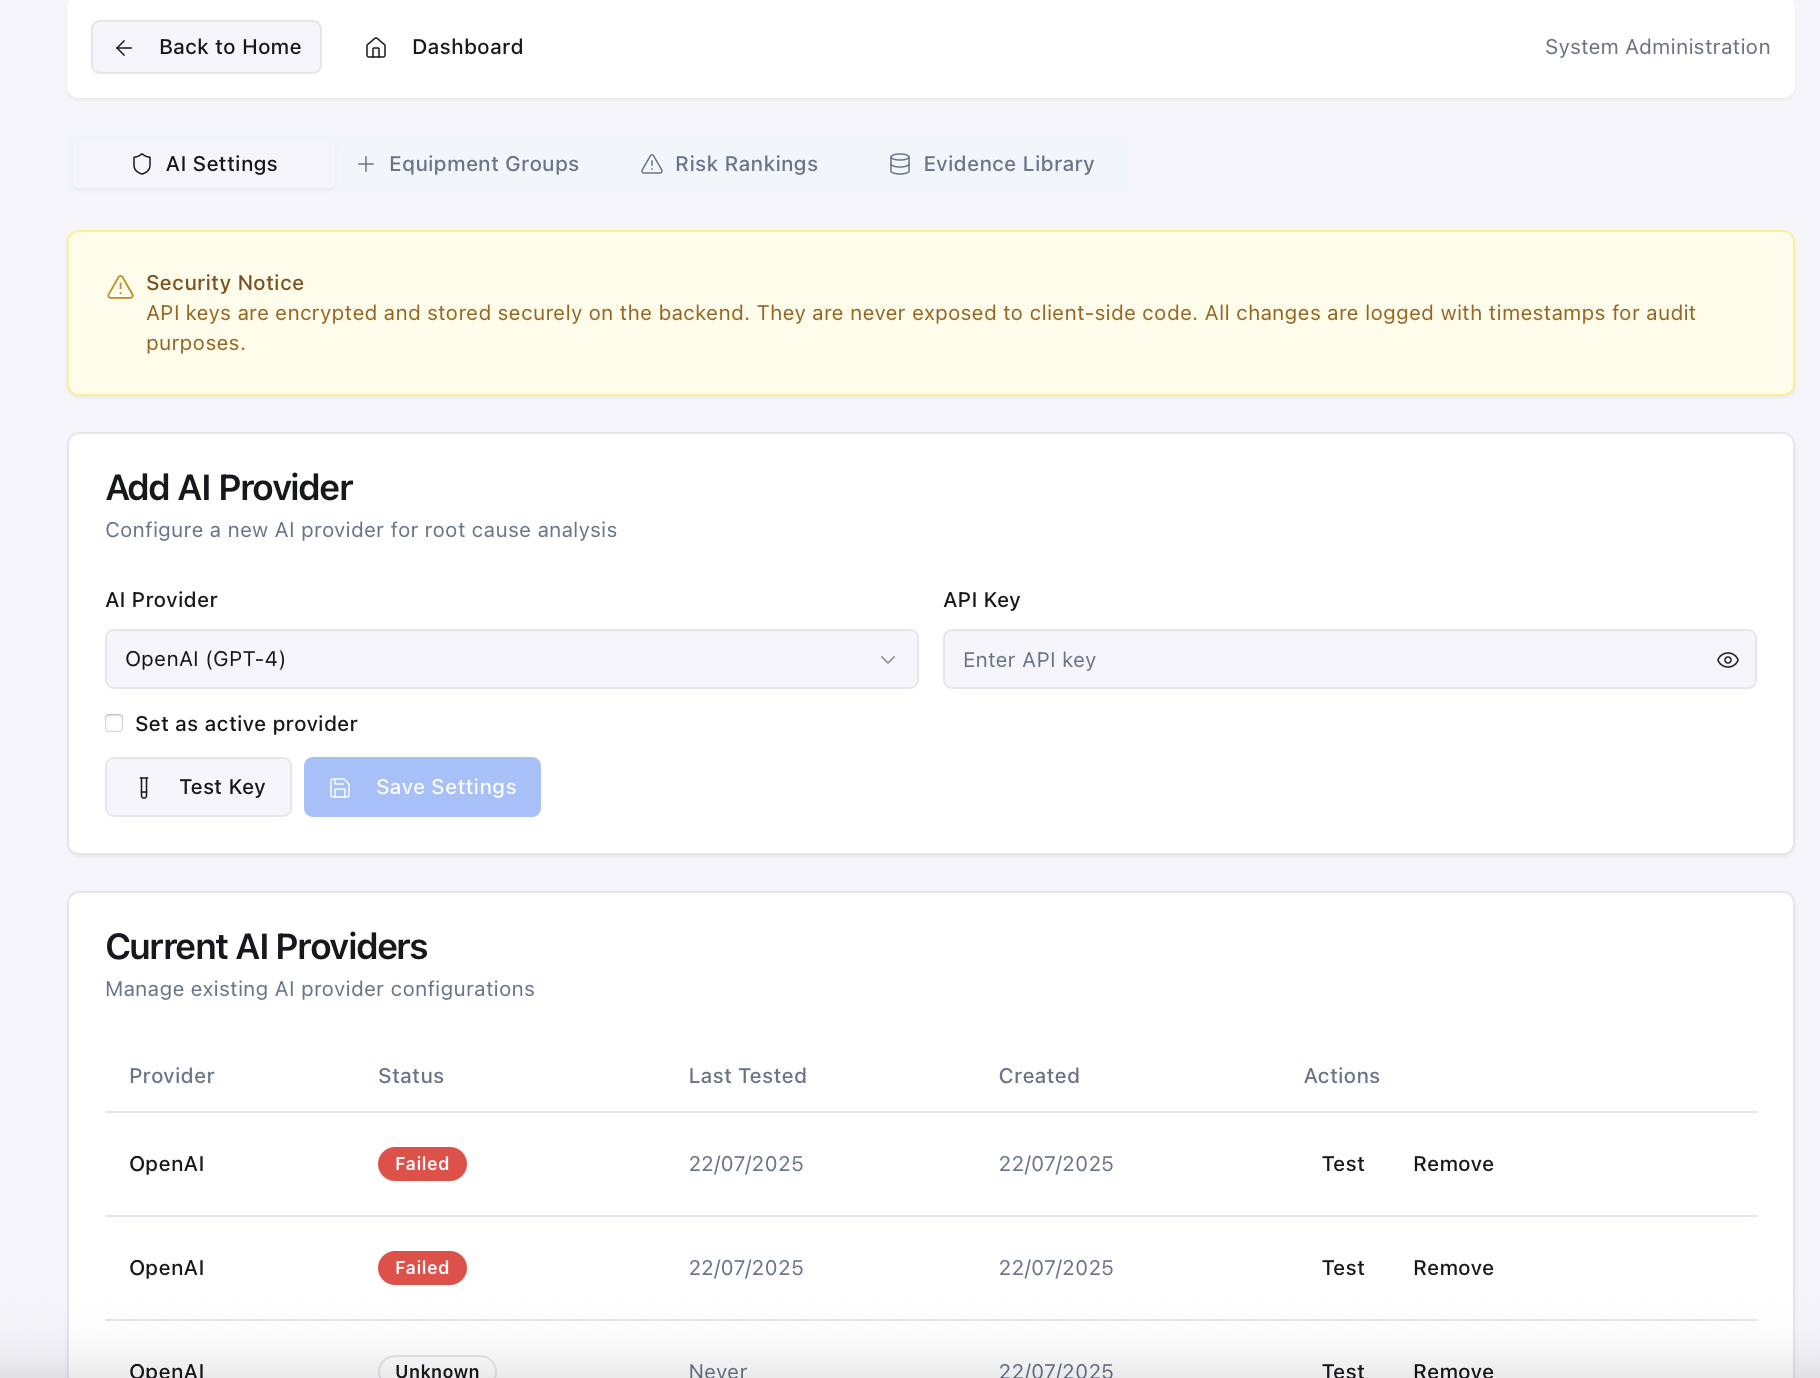 Back to Home
Dashboard
System Administration
AI Settings
Equipment Groups
Risk Rankings
Evidence Library
Security Notice
API keys are encrypted and stored securely on the backend. They are never exposed to client-side code. All changes are logged with timestamps for audit
purposes.
Add AI Provider
Configure a new AI provider for root cause analysis
AI Provider
API Key
OpenAI (GPT-4)
Enter API key
Set as active provider
Test Key
Save Settings
Current AI Providers
Manage existing AI provider configurations
Provider Status Last Tested Created Actions
OpenAI Failed 22/07/2025 22/07/2025 Test Remove
OpenAI Failed 22/07/2025 22/07/2025 Test Remove
OpenAI Unknown Never 22/07/2025 Test Remove